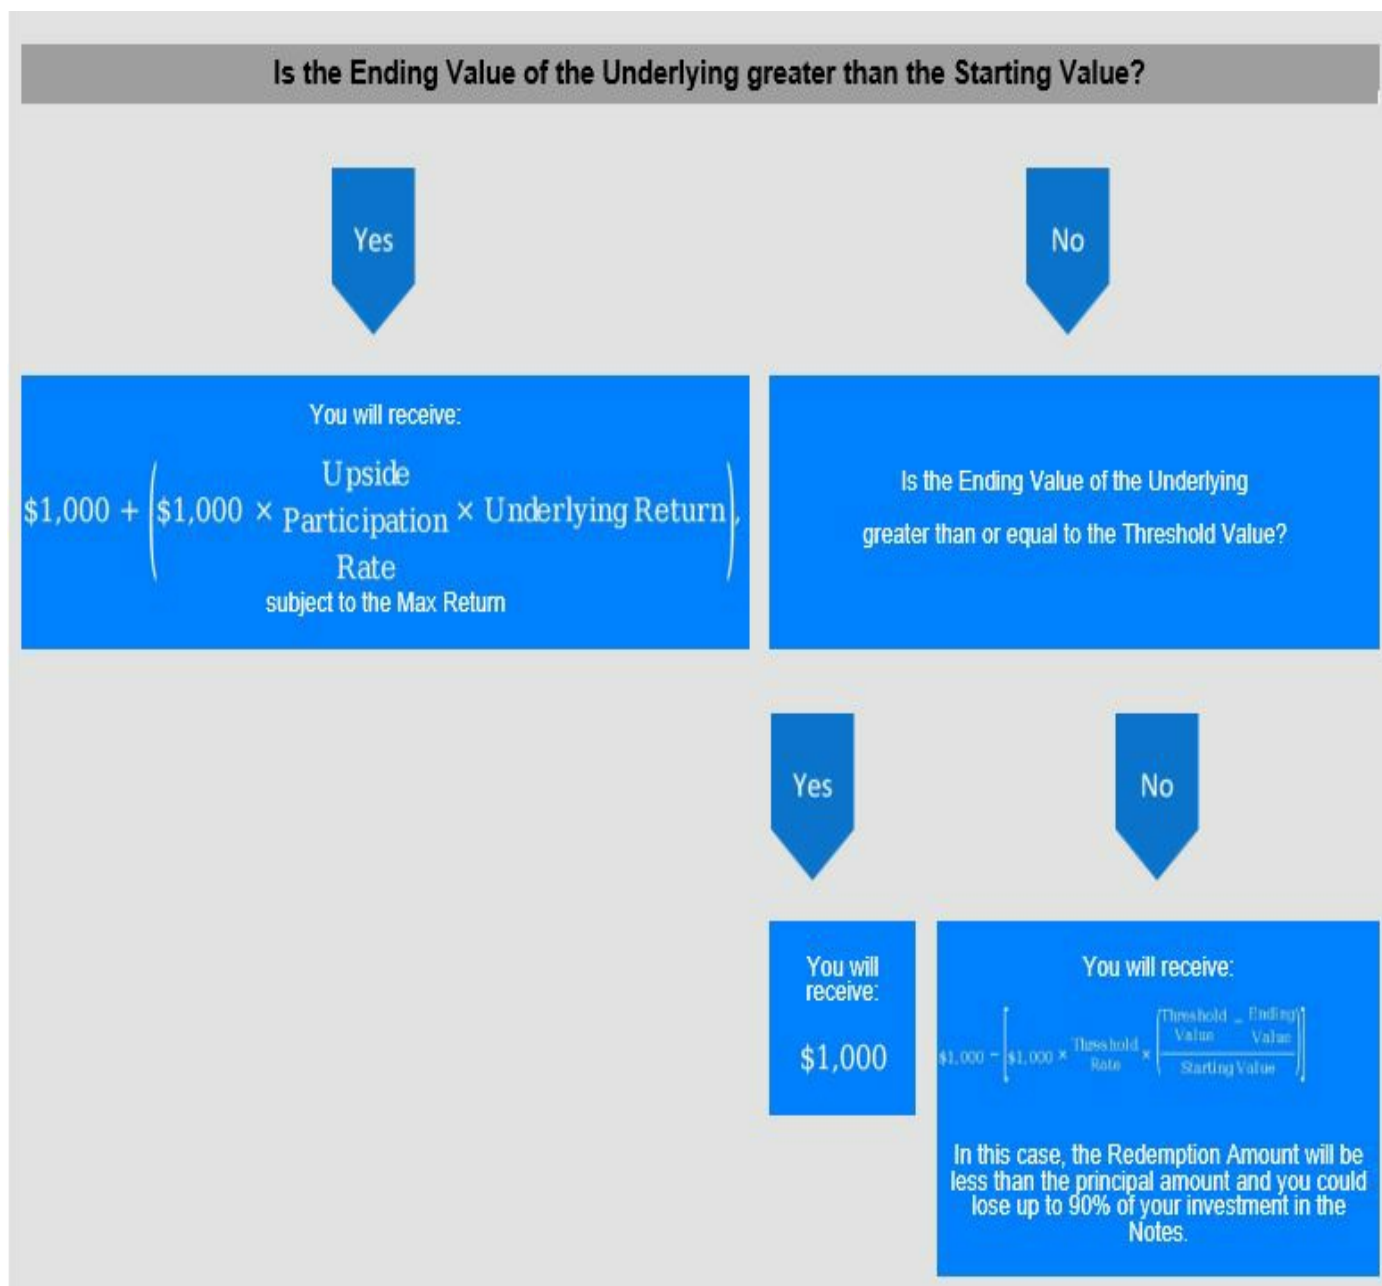 Is the Ending Value of the Underlying greater than the Starting Value?
Yes
No
You will receive:
$1,000 + ($1,000 × Upside Participation Rate × Underlying Return),
subject to the Max Return
Is the Ending Value of the Underlying
greater than or equal to the Threshold Value?
Yes
No
You will
receive:
$1,000
You will receive:
$1,000 − [$1,000 × Threshold Rate × (Threshold Value − Ending Value / Starting Value)]
In this case, the Redemption Amount will be
less than the principal amount and you could
lose up to 90% of your investment in the
Notes.